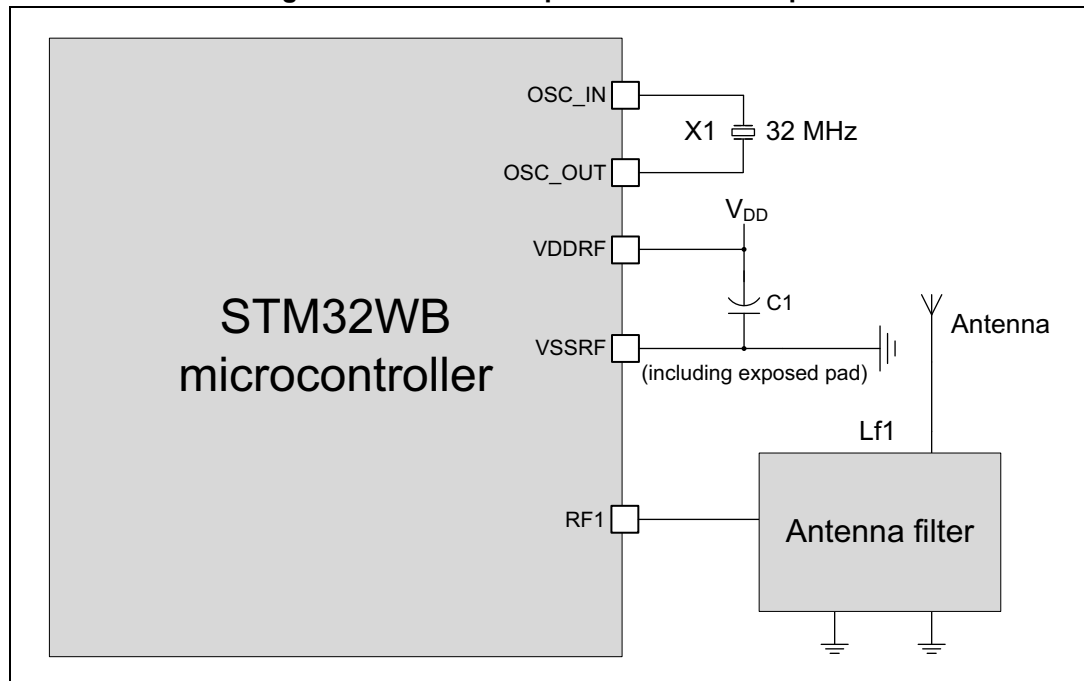 OSC_IN
X1 32 MHz
OSC_OUT
VDD
VDDRF
C1
STM32WB
microcontroller
VSSRF
(including exposed pad)
Antenna
Lf1
RF1
Antenna filter